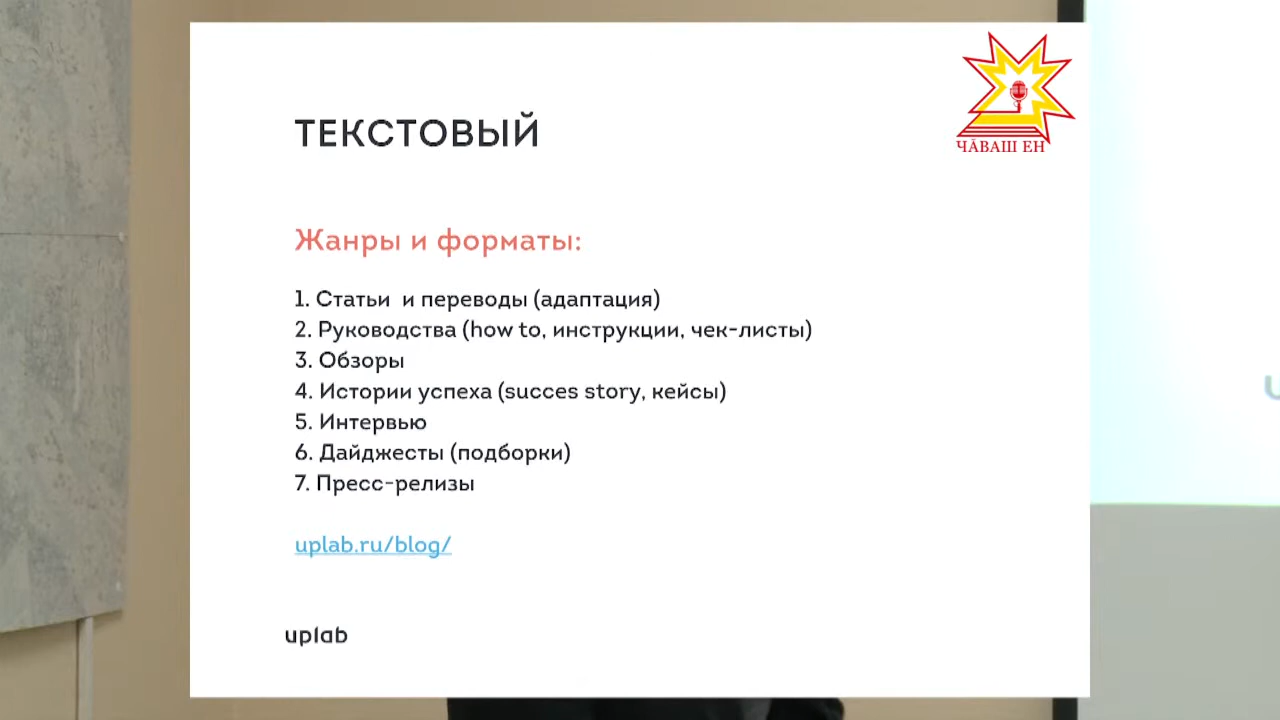 ТЕКСТОВЫЙ
ЧӐВАШ ЕН
Жанры и форматы:
1. Статьи и переводы (адаптация)
2. Руководства (how to, инструкции, чек-листы)
3. Обзоры
4. Истории успеха (succes story, кейсы)
5. Интервью
6. Дайджесты (подборки)
7. Пресс-релизы
uplab.ru/blog/
uplab